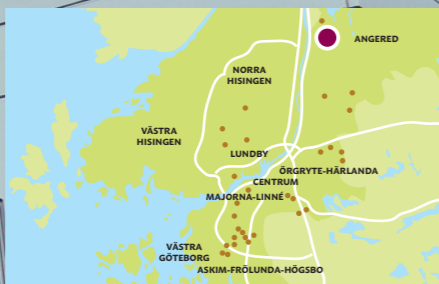 ANGERED
NORRA
HISINGEN
VÄSTRA
HISINGEN
LUNDBY
ÖRGRYTE-HÄRLANDA
CENTRUM
MAJORNA-LINNÉ
VÄSTRA
GÖTEBORG
ASKIM-FRÖLUNDA-HÖGSBO